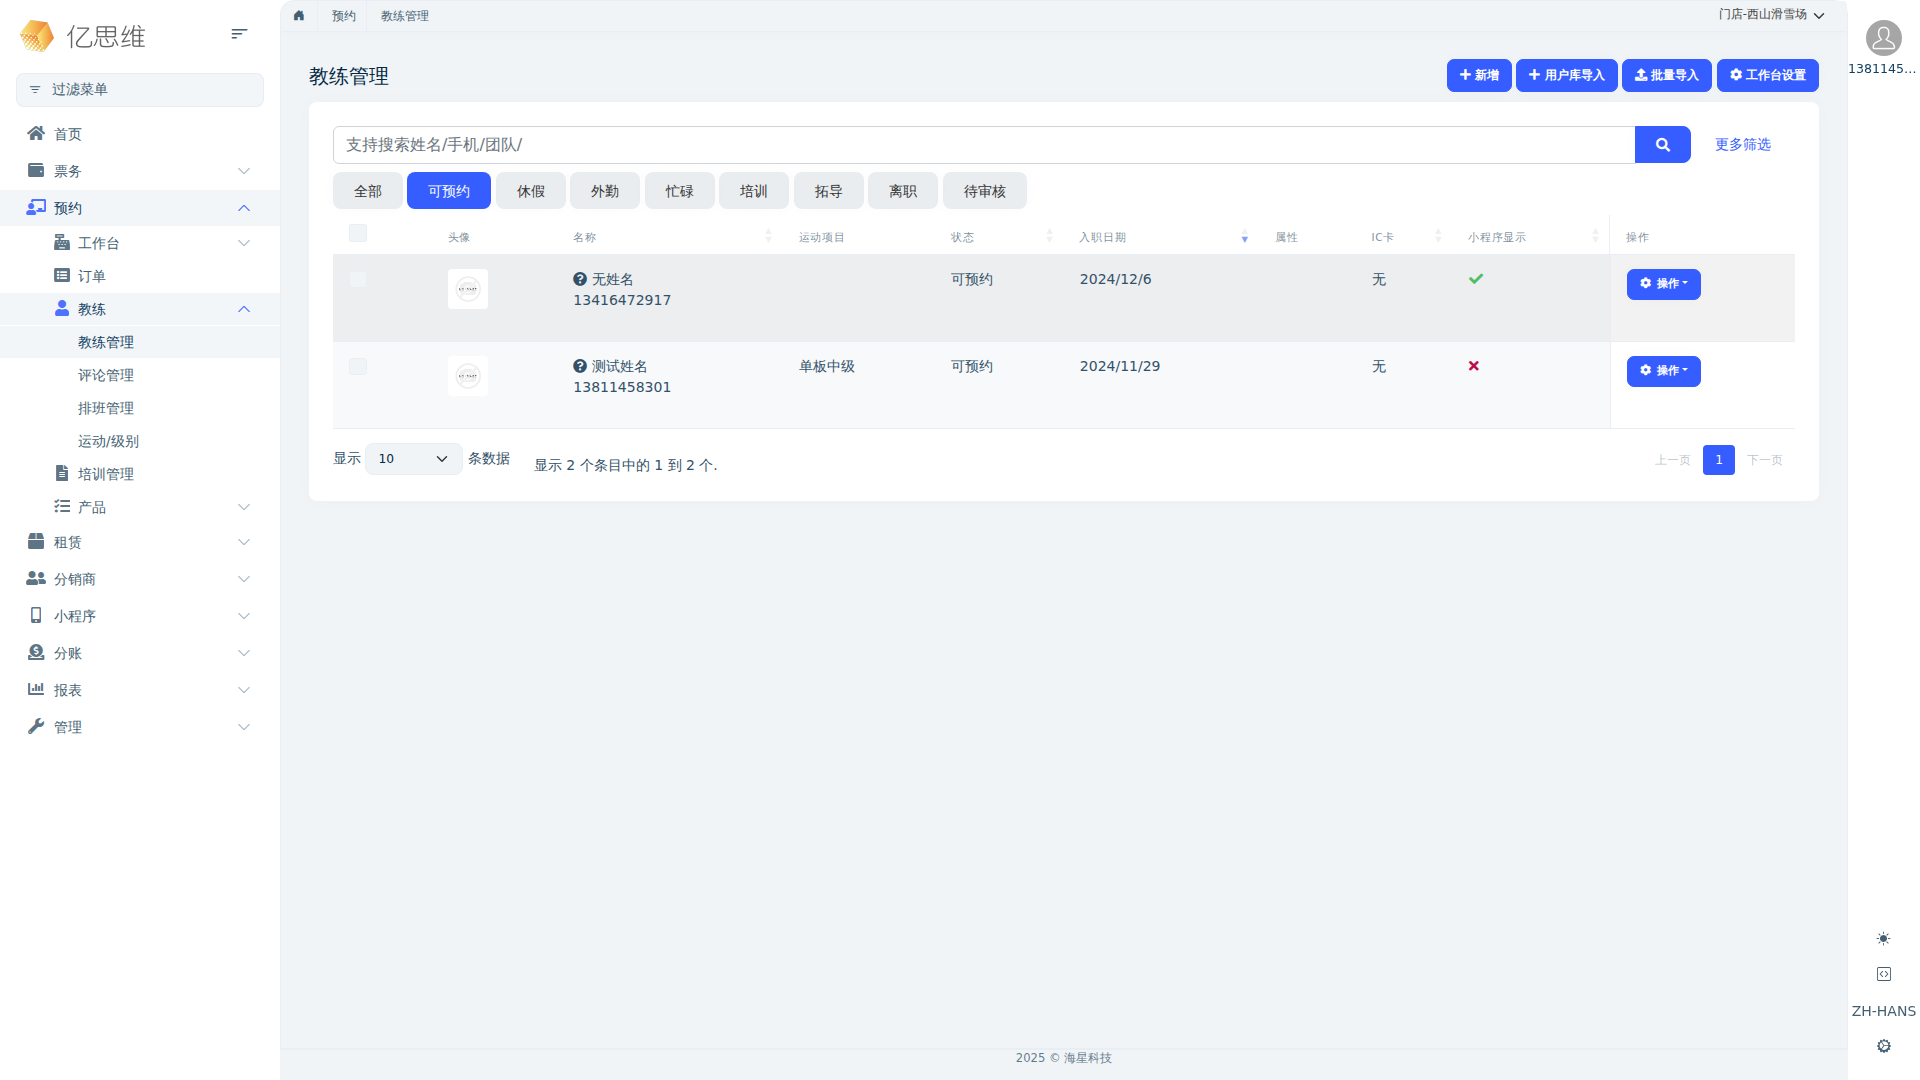 亿思维
过滤菜单
首页
票务
预约
工作台
订单
教练
教练管理
评论管理
排班管理
运动/级别
培训管理
产品
租赁
分销商
小程序
分账
报表
管理
预约 教练管理
门店-西山滑雪场
1381145...
教练管理
新增 用户库导入 批量导入 工作台设置
支持搜索姓名/手机/团队/
更多筛选
全部 可预约 休假 外勤 忙碌 培训 拓导 离职 待审核
头像 名称 运动项目 状态 入职日期 属性 IC卡 小程序显示 操作
无姓名 可预约 2024/12/6 无 操作
13416472917
测试姓名 单板中级 可预约 2024/11/29 无 操作
13811458301
显示 10 条数据 显示 2 个条目中的 1 到 2 个.
上一页 1 下一页
ZH-HANS
2025 © 海星科技